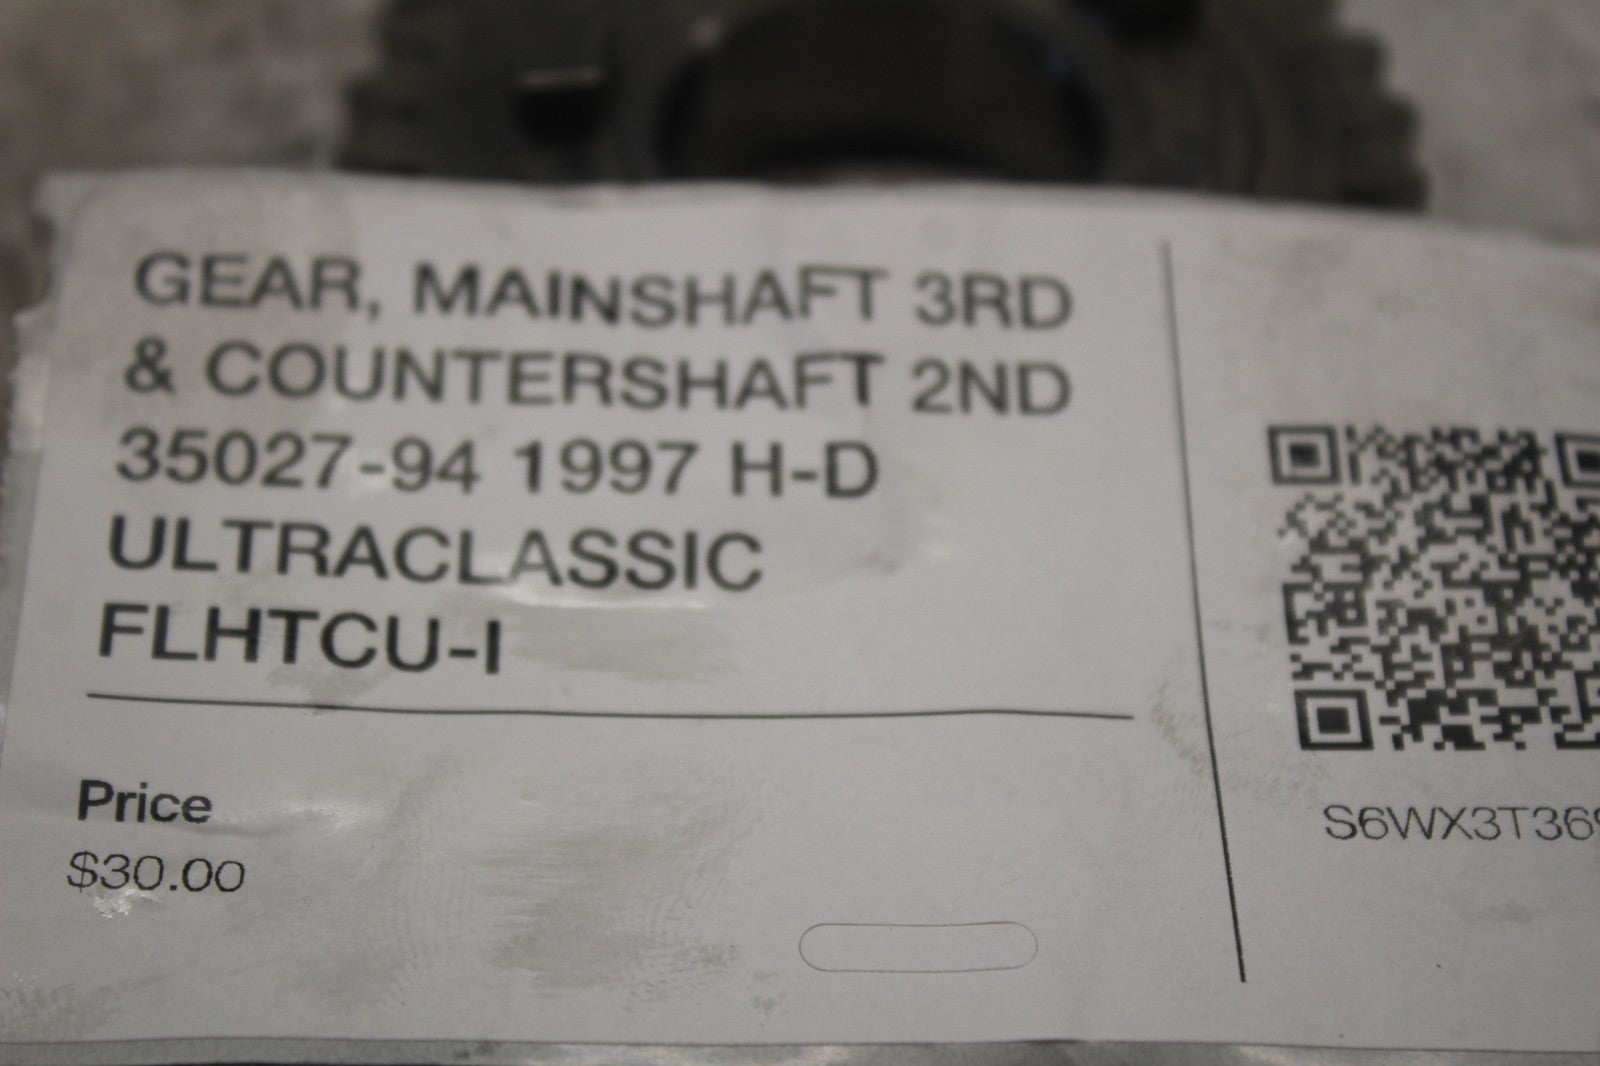 GEAR, MAINSHAFT 3RD
& COUNTERSHAFT 2ND
35027-94 1997 H-D
ULTRACLASSIC
FLHTCU-I
Price
$30.00